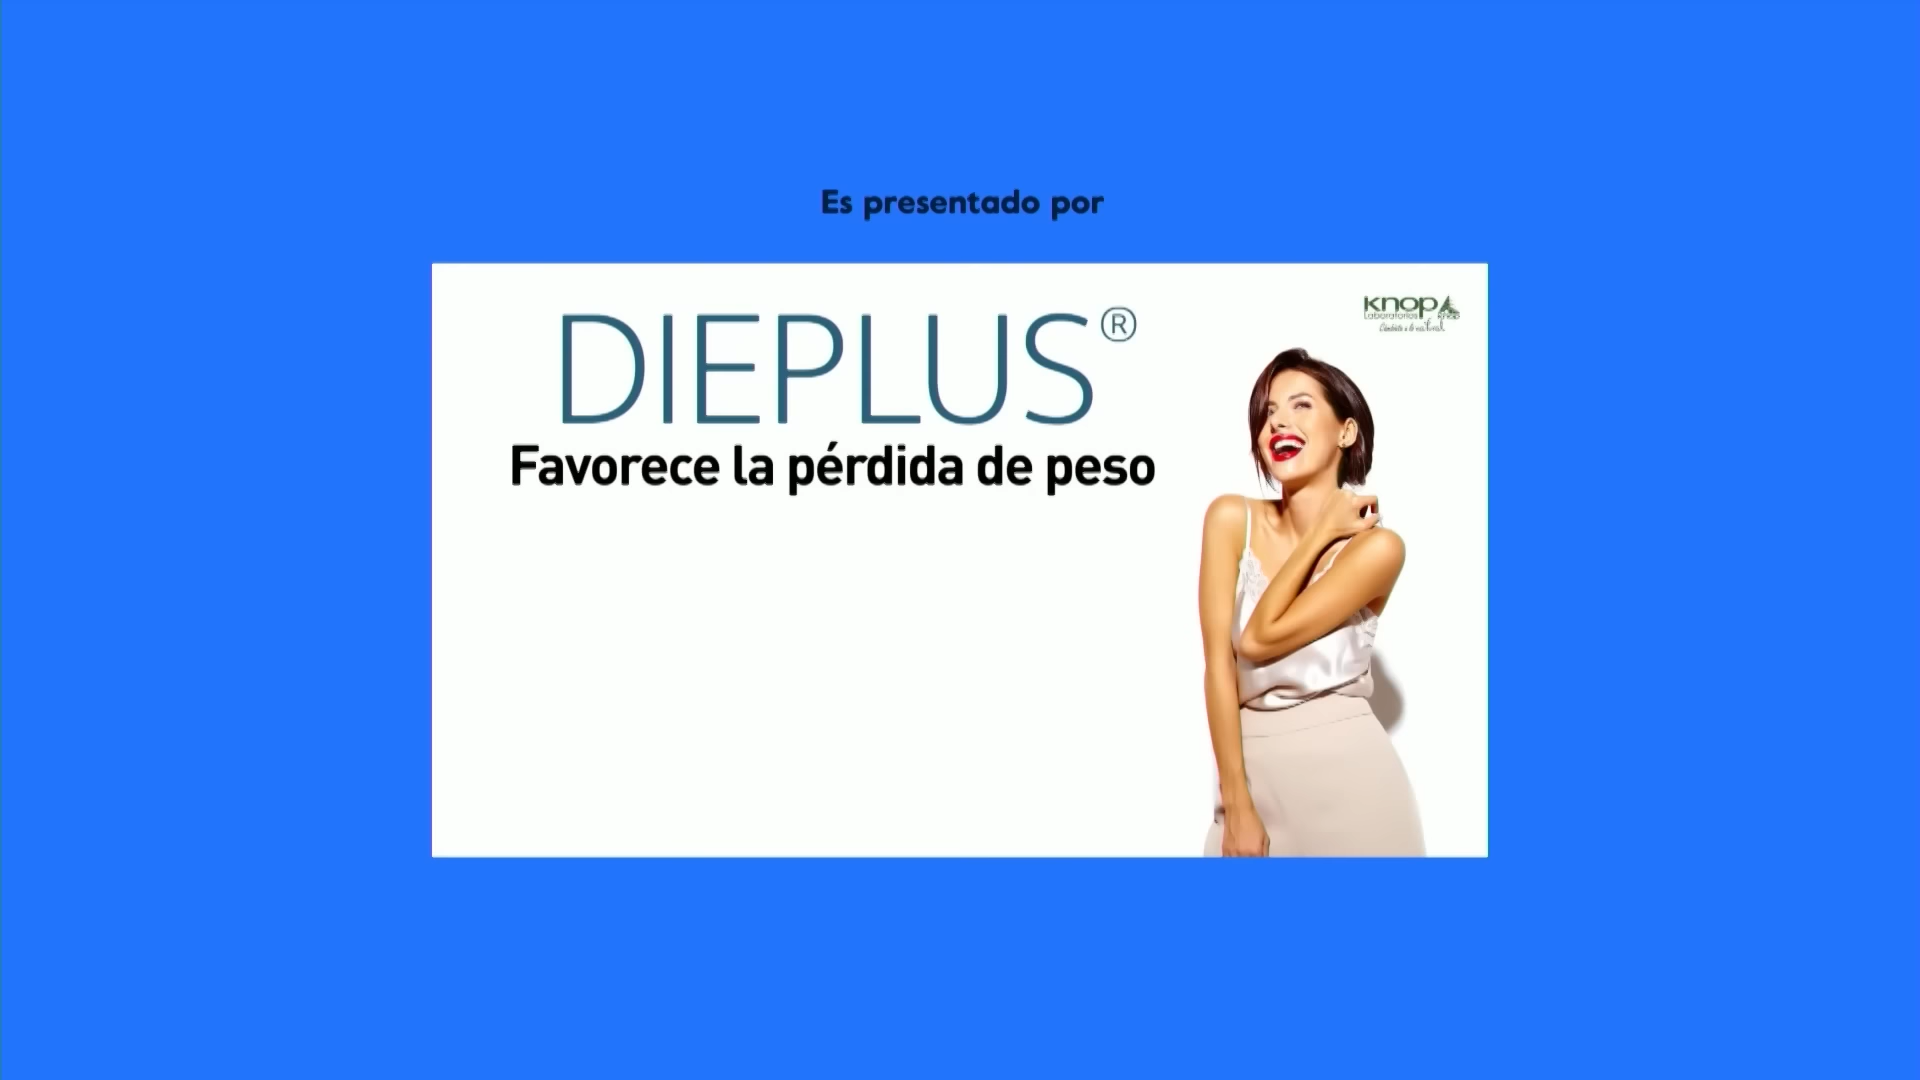 Es presentado por
knop
Laboratorios
DIEPLUS®
Favorece la pérdida de peso